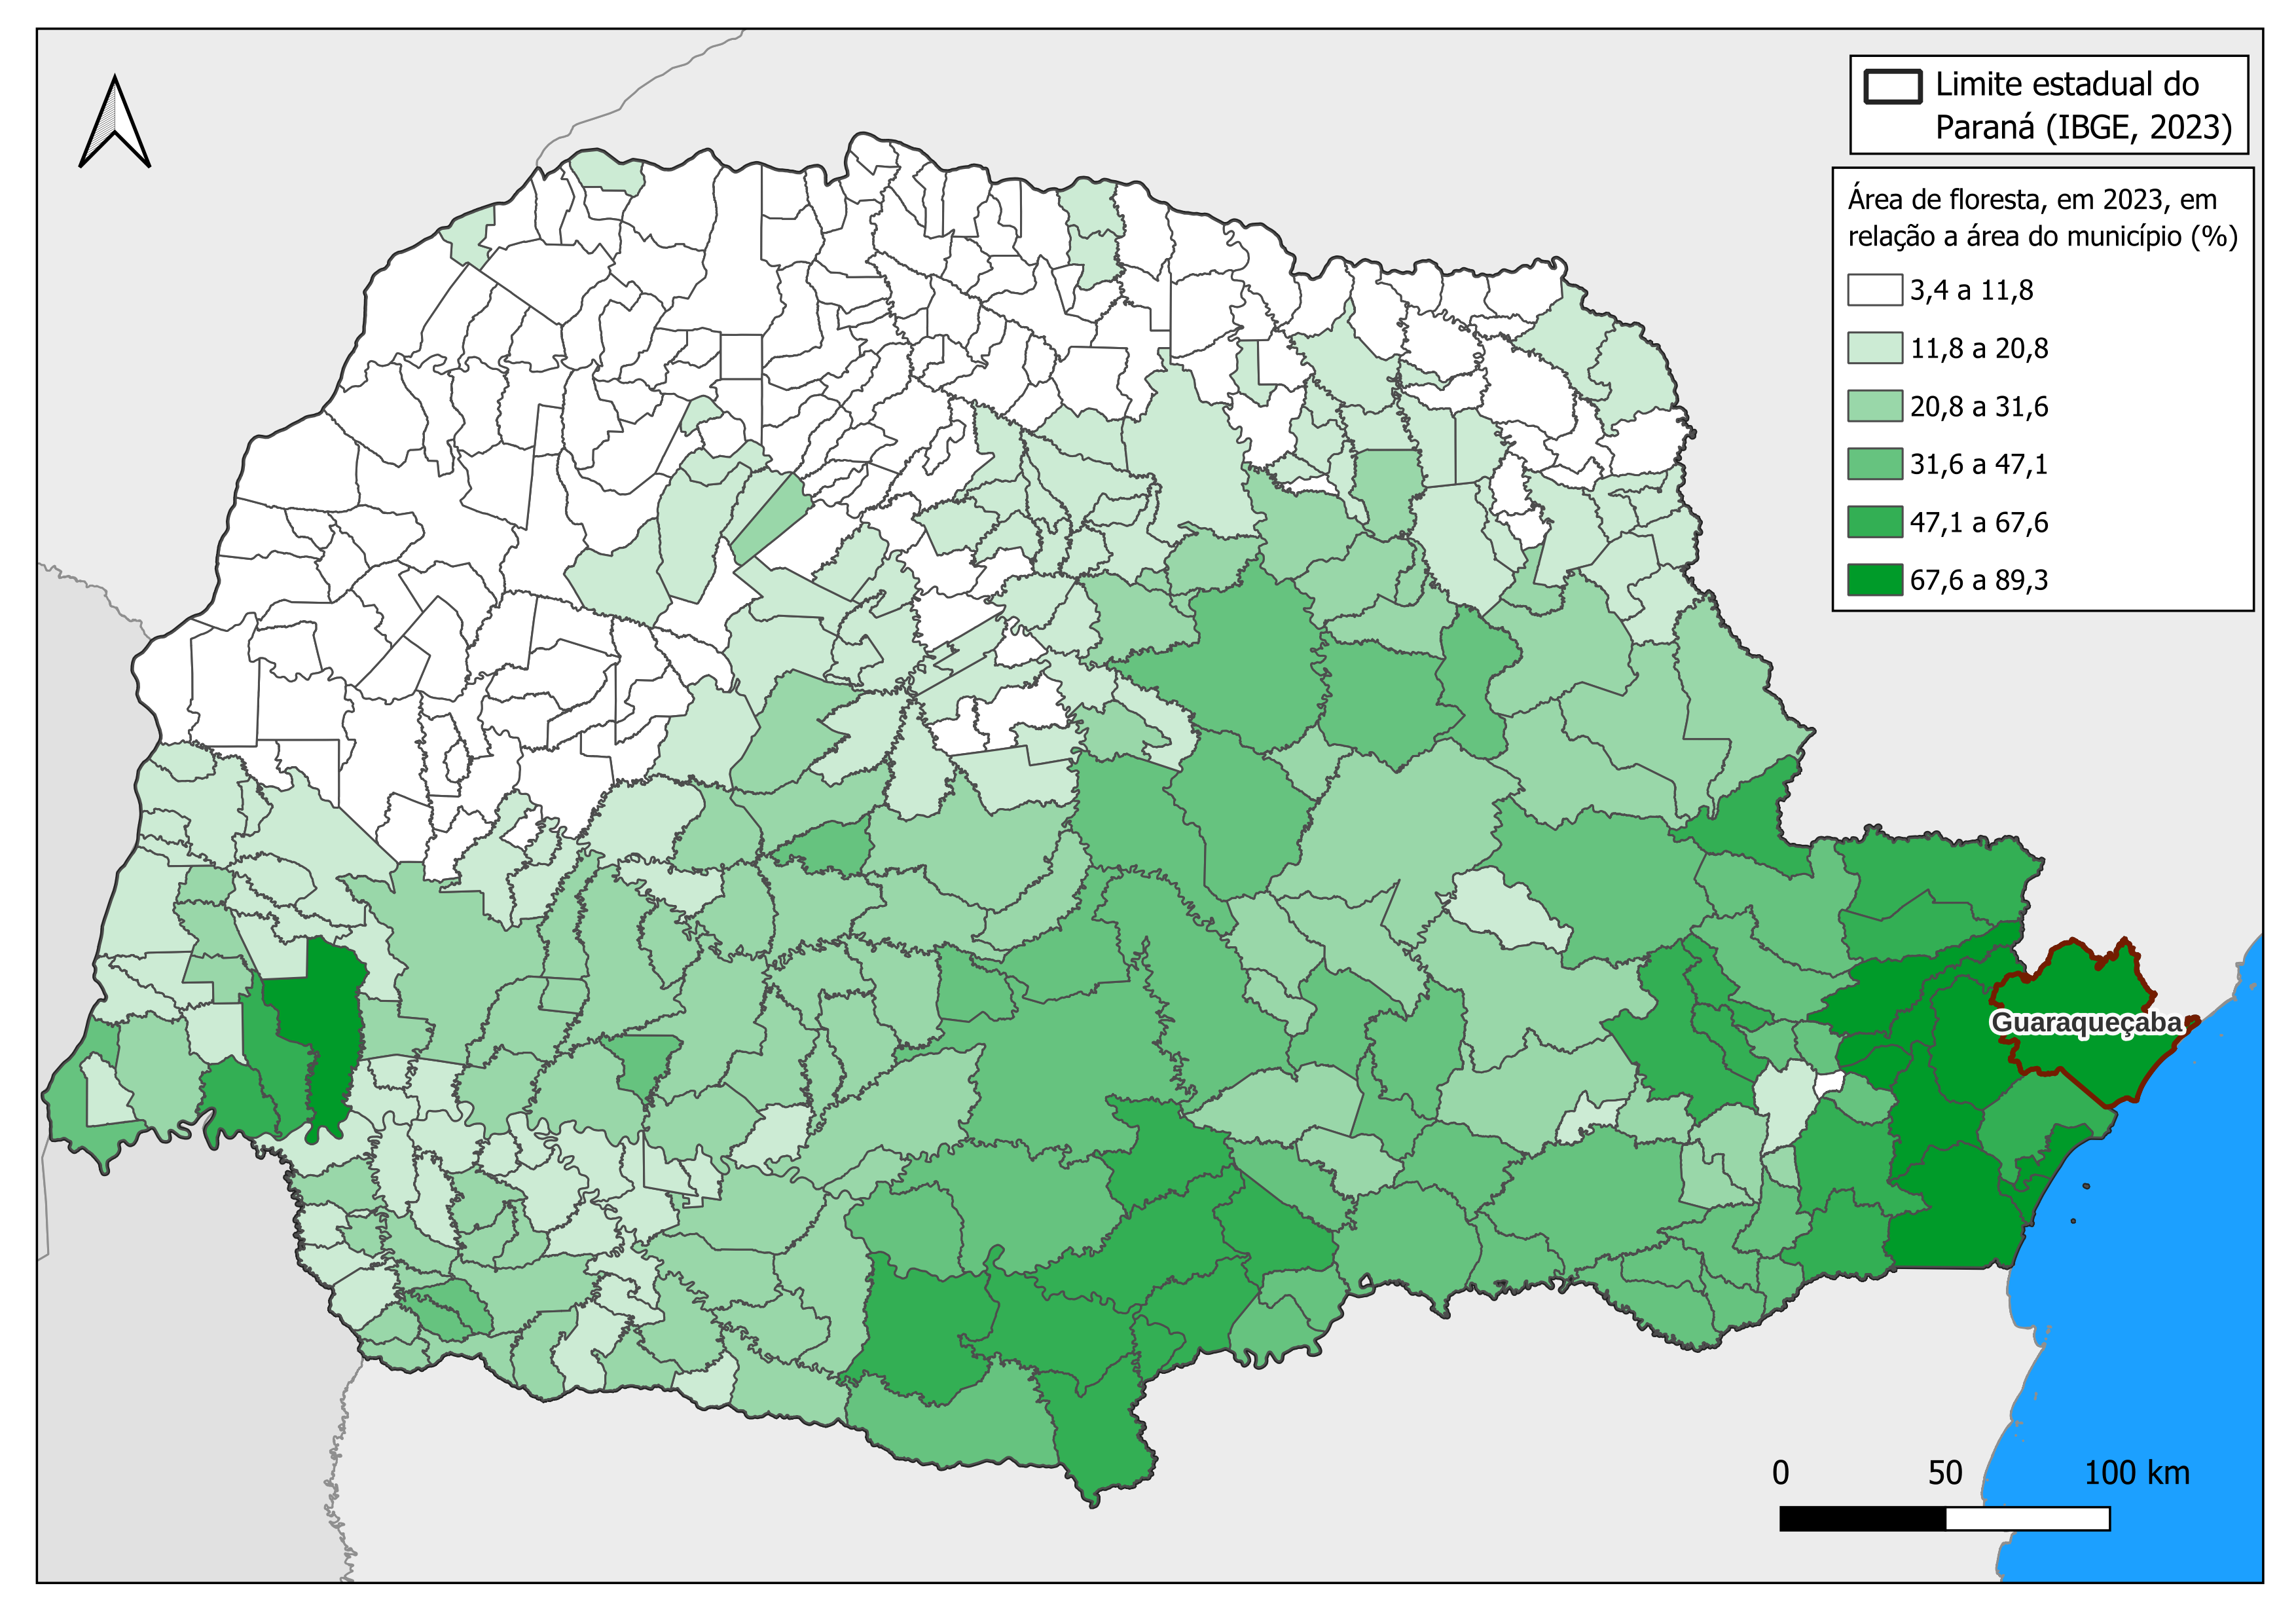 Limite estadual do
Paraná (IBGE, 2023)
Área de floresta, em 2023, em
relação a área do município (%)
3,4 a 11,8
11,8 a 20,8
20,8 a 31,6
31,6 a 47,1
47,1 a 67,6
67,6 a 89,3
Guaraqueçaba
0 50 100 km